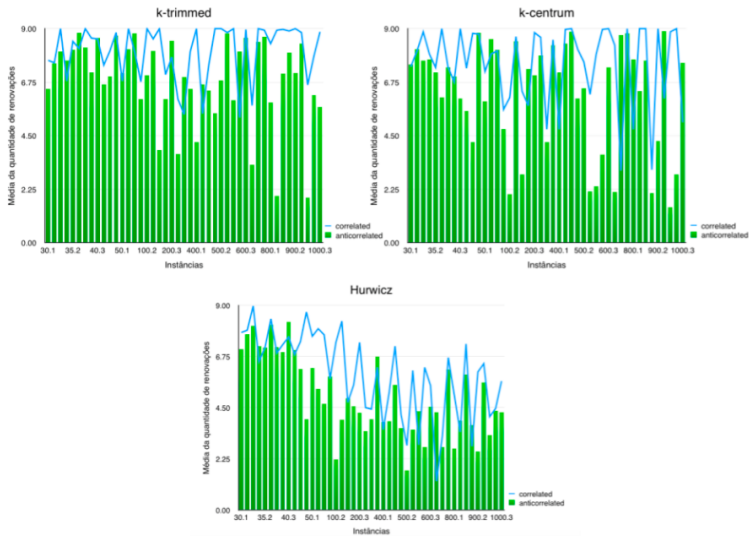 k-trimmed
Média da quantidade de renovações
9.00
6.75
4.50
2.25
0.00
30.1 35.2 40.3 50.1 100.2 200.3 400.1 500.2 600.3 800.1 900.2 1000.3
Instâncias
correlated
anticorrelated
k-centrum
Média da quantidade de renovações
9.00
6.75
4.50
2.25
0.00
30.1 35.2 40.3 50.1 100.2 200.3 400.1 500.2 600.3 800.1 900.2 1000.3
Instâncias
correlated
anticorrelated
Hurwicz
Média da quantidade de renovações
9.00
6.75
4.50
2.25
0.00
30.1 35.2 40.3 50.1 100.2 200.3 400.1 500.2 600.3 800.1 900.2 1000.3
Instâncias
correlated
anticorrelated